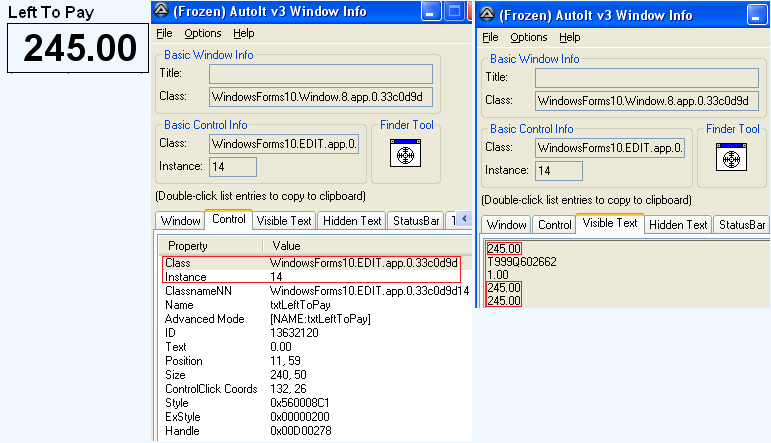 Left To Pay
245.00
(Frozen) AutoIt v3 Window Info
File Options Help
Basic Window Info
Title:
Class: WindowsForms10.Window.8.app.0.33c0d9d
Basic Control Info
Finder Tool
Class: WindowsForms10.EDIT.app.0.
Instance: 14
(Double-click list entries to copy to clipboard)
Window Control Visible Text Hidden Text StatusBar T
Property Value
Class WindowsForms10.EDIT.app.0.33c0d9d
Instance 14
ClassnameNN WindowsForms10.EDIT.app.0.33c0d9d14
Name txtLeftToPay
Advanced Mode [NAME:txtLeftToPay]
ID 13632120
Text 0.00
Position 11, 59
Size 240, 50
ControlClick Coords 132, 26
Style 0x560008C1
ExStyle 0x00000200
Handle 0x00D00278
(Frozen) AutoIt v3 Window Info
File Options Help
Basic Window Info
Title:
Class: WindowsForms10.Window.8.app.0.33c0d9d
Basic Control Info
Finder Tool
Class: WindowsForms10.EDIT.app.0.
Instance: 14
(Double-click list entries to copy to clipboard)
Window Control Visible Text Hidden Text StatusBar
245.00
T999Q602662
1.00
245.00
245.00